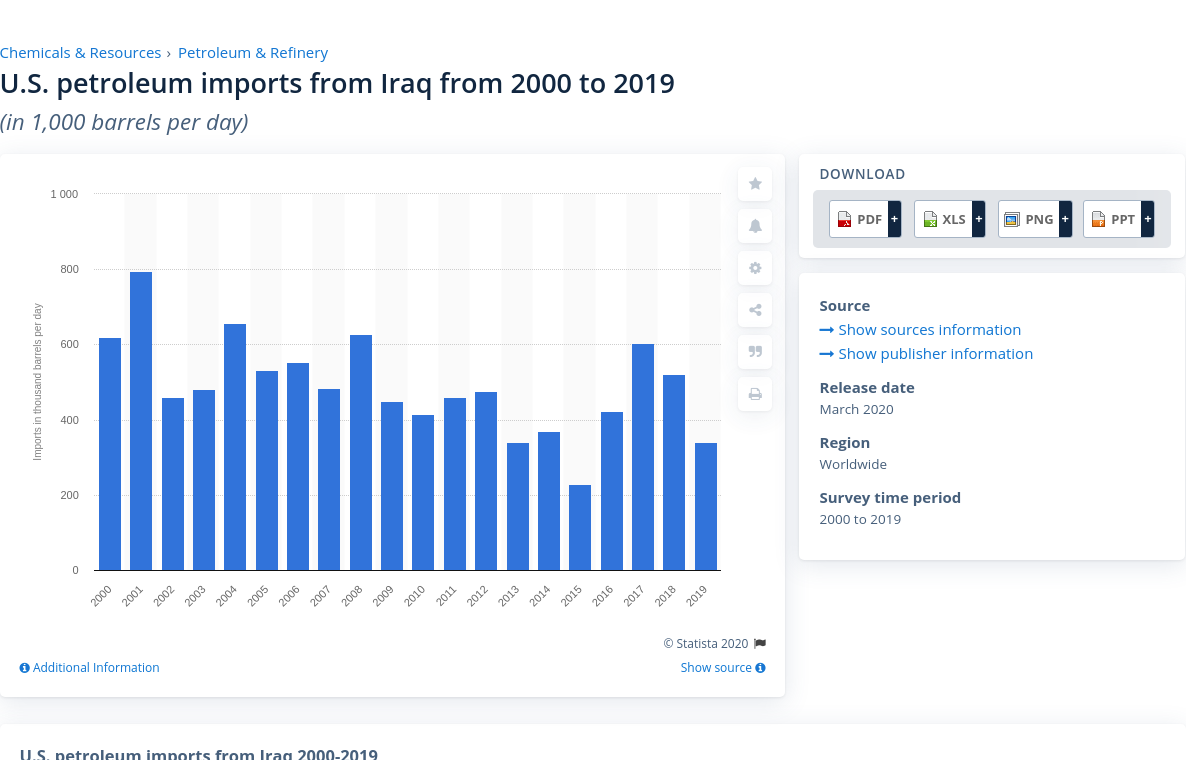 Chemicals & Resources › Petroleum & Refinery
U.S. petroleum imports from Iraq from 2000 to 2019
(in 1,000 barrels per day)
Imports in thousand barrels per day
1 000
800
600
400
200
0
2000
2001
2002
2003
2004
2005
2006
2007
2008
2009
2010
2011
2012
2013
2014
2015
2016
2017
2018
2019
© Statista 2020
Additional Information
Show source
DOWNLOAD
PDF + XLS + PNG + PPT +
Source
Show sources information
Show publisher information
Release date
March 2020
Region
Worldwide
Survey time period
2000 to 2019
U.S. petroleum imports from Iraq 2000-2019